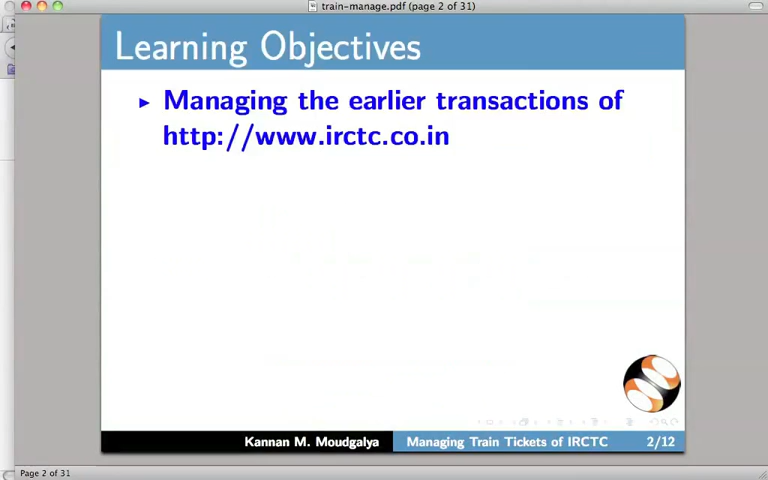 train-manage.pdf (page 2 of 31)
Learning Objectives
Managing the earlier transactions of
http://www.irctc.co.in
Kannan M. Moudgalya
Managing Train Tickets of IRCTC
2/12
Page 2 of 31